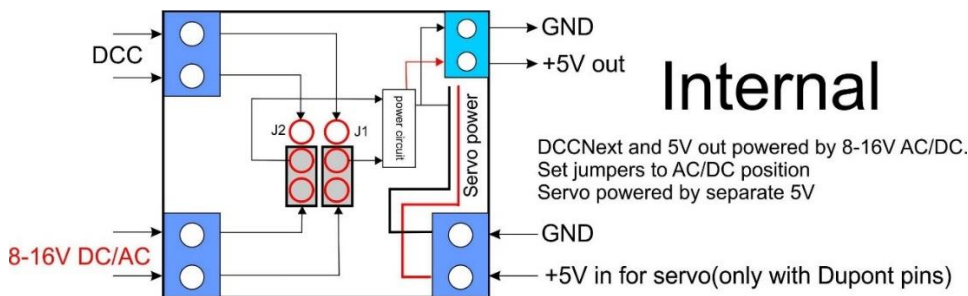 GND
DCC
+5V out
Internal
power circuit
J2
J1
Servo power
DCCNext and 5V out powered by 8-16V AC/DC.
Set jumpers to AC/DC position
Servo powered by separate 5V
GND
8-16V DC/AC
+5V in for servo(only with Dupont pins)